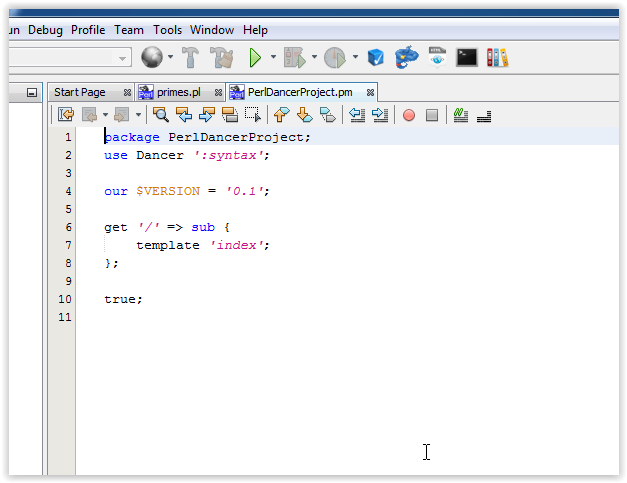 un Debug Profile Team Tools Window Help
Start Page primes.pl PerlDancerProject.pm
1 package PerlDancerProject;
2 use Dancer ':syntax';
3
4 our $VERSION = '0.1';
5
6 get '/' => sub {
7 template 'index';
8 };
9
10 true;
11